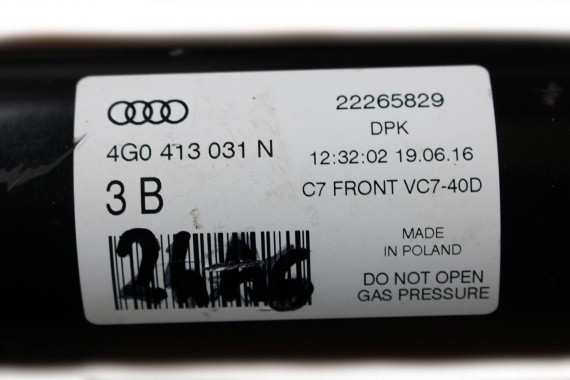 22265829
DPK
4G0 413 031 N
12:32:02 19.06.16
3 B
C7 FRONT VC7-40D
MADE
IN POLAND
DO NOT OPEN
GAS PRESSURE